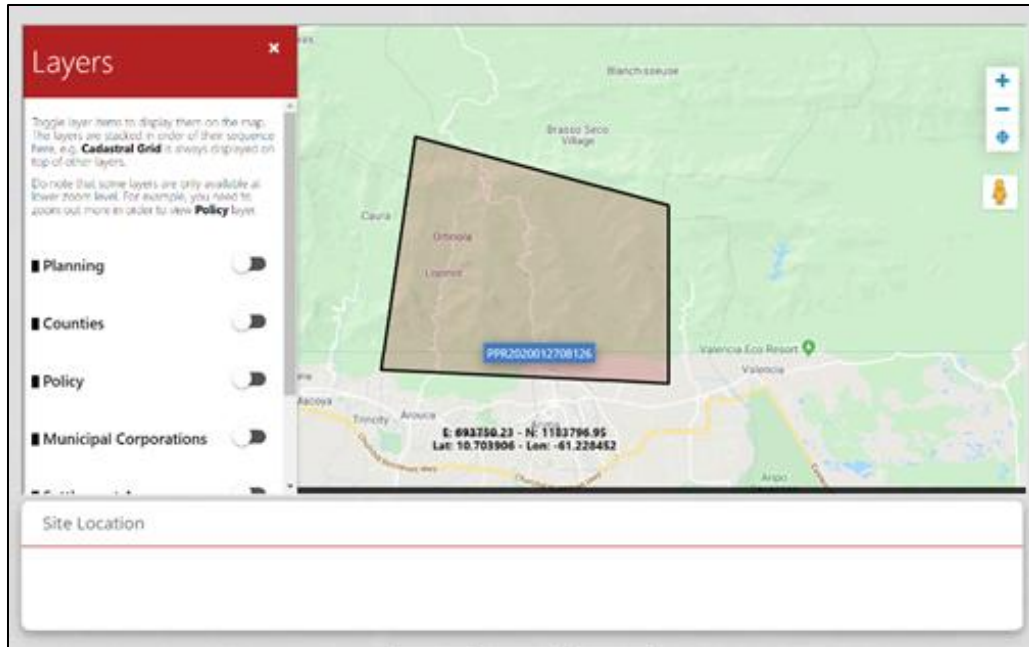 Layers
×
Toggle layer items to display them on the map.
The layers are stacked in order of their sequence
here, e.g. Cadastral Grid is always displayed on
top of other layers.
Do note that some layers are only available at
lower zoom level. For example, you need to
zoom out more in order to view Policy layer.
Planning
Counties
Policy
Municipal Corporations
Blanchisseuse
Brasso Seco
Village
Caura
Ortinola
Lopinot
PPR2020012708126
Valencia Eco Resort
Valencia
Macoya
Trincity
Arouca
E: 693750.23 - N: 1183796.95
Lat: 10.703906 - Lon: -61.228452
Aripo
+
−
Site Location